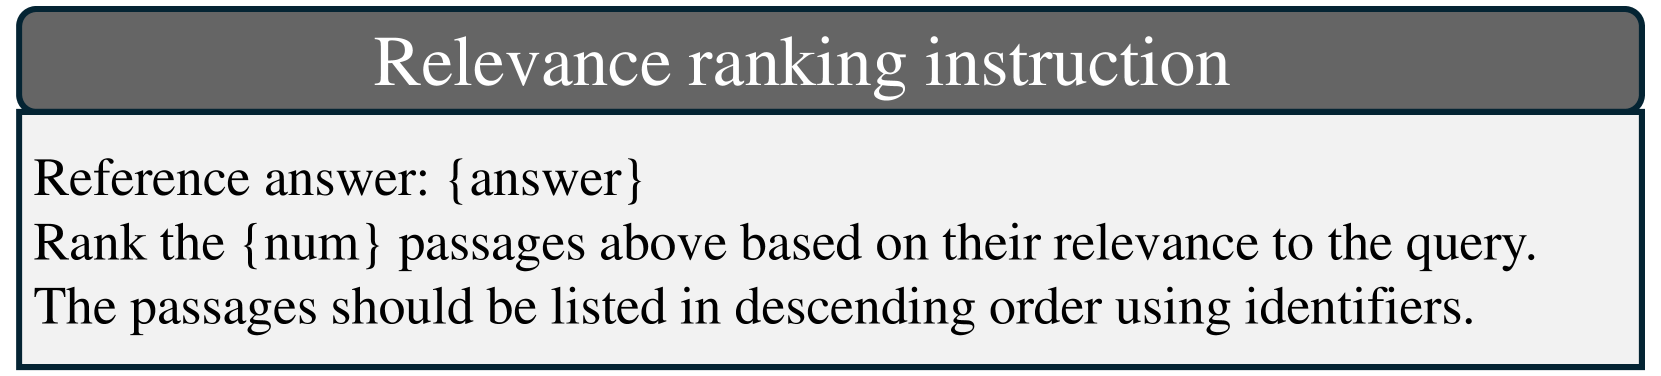 Relevance ranking instruction
Reference answer: {answer}
Rank the {num} passages above based on their relevance to the query.
The passages should be listed in descending order using identifiers.